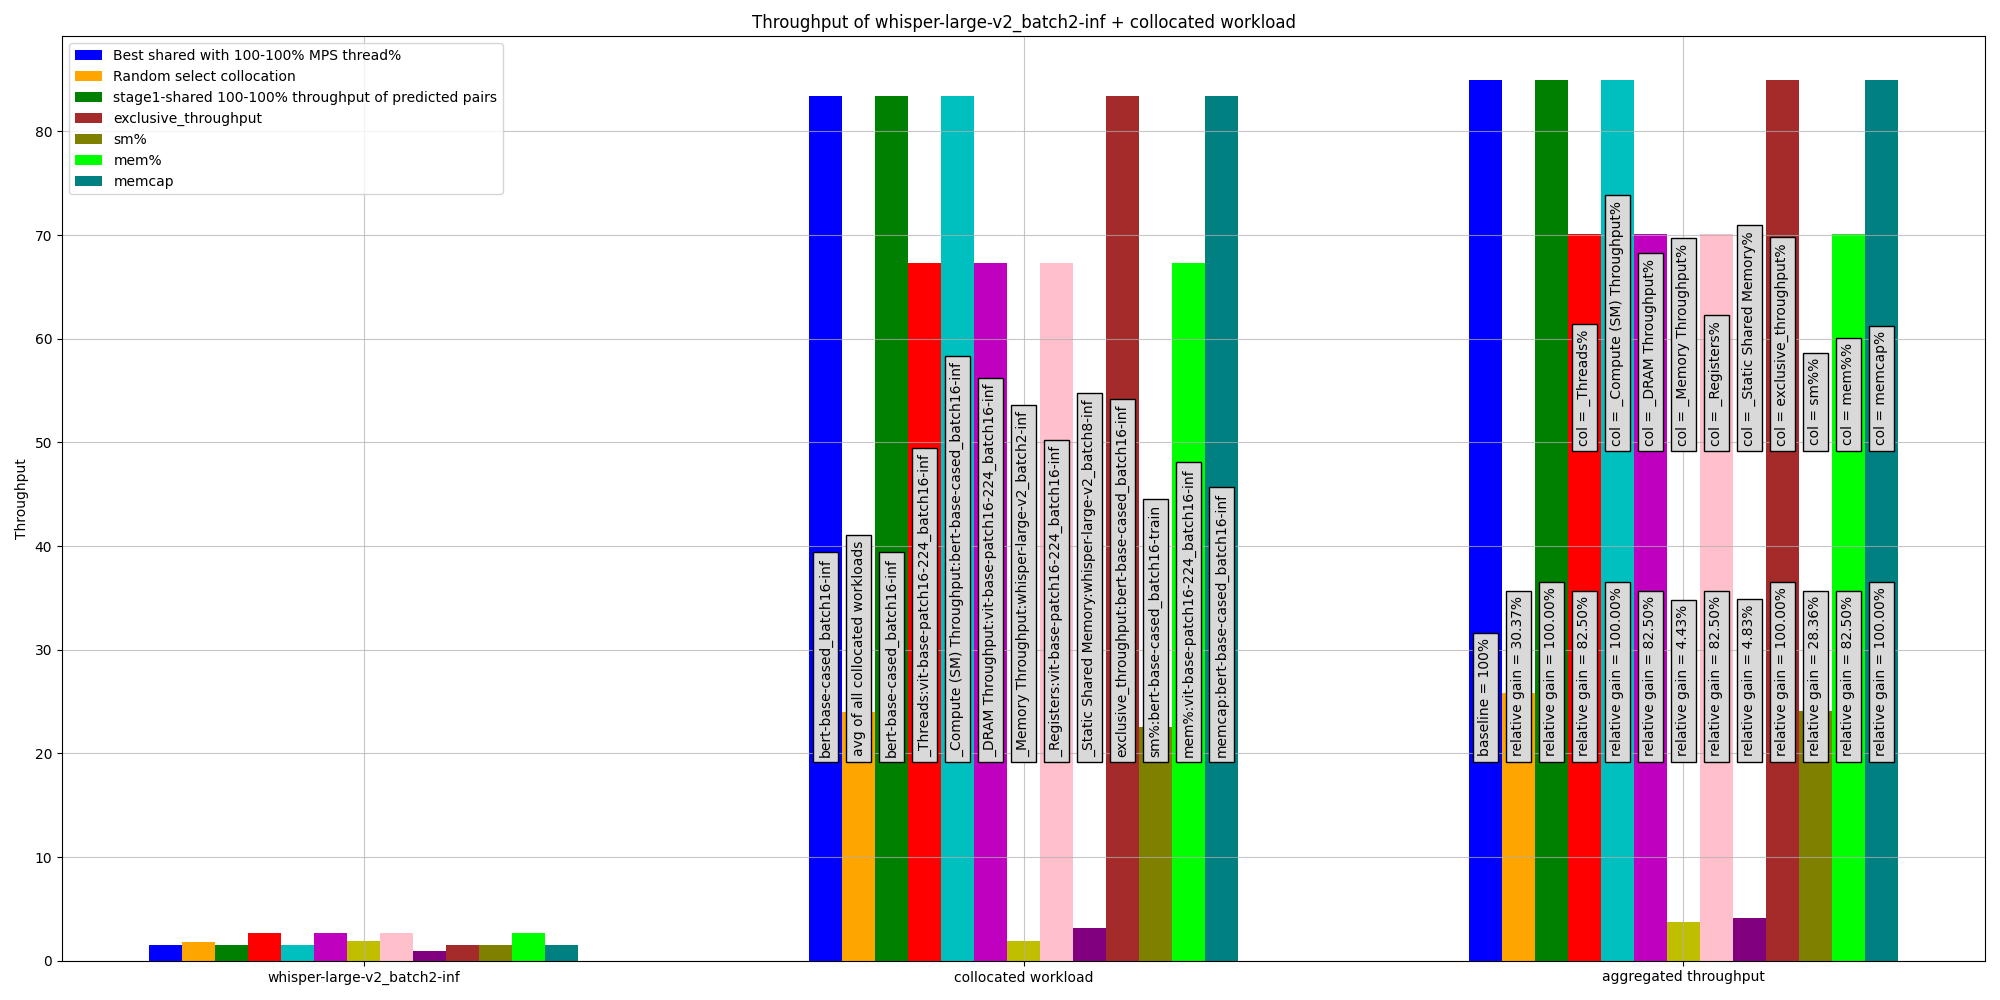 Throughput of whisper-large-v2_batch2-inf + collocated workload
Best shared with 100-100% MPS thread%
Random select collocation
stage1-shared 100-100% throughput of predicted pairs
exclusive_throughput
sm%
mem%
memcap
Throughput
80
70
60
50
40
30
20
10
0
bert-base-cased_batch16-inf
avg of all collocated workloads
bert-base-cased_batch16-inf
_Threads:vit-base-patch16-224_batch16-inf
_Compute (SM) Throughput:bert-base-cased_batch16-inf
_DRAM Throughput:vit-base-patch16-224_batch16-inf
_Memory Throughput:whisper-large-v2_batch2-inf
_Registers:vit-base-patch16-224_batch16-inf
_Static Shared Memory:whisper-large-v2_batch8-inf
exclusive_throughput:bert-base-cased_batch16-inf
sm%:bert-base-cased_batch16-train
mem%:vit-base-patch16-224_batch16-inf
memcap:bert-base-cased_batch16-inf
col = _Threads%
col = _Compute (SM) Throughput%
col = _DRAM Throughput%
col = _Memory Throughput%
col = _Registers%
col = _Static Shared Memory%
col = exclusive_throughput%
col = sm%%
col = mem%%
col = memcap%
baseline = 100%
relative gain = 30.37%
relative gain = 100.00%
relative gain = 82.50%
relative gain = 100.00%
relative gain = 82.50%
relative gain = 4.43%
relative gain = 82.50%
relative gain = 4.83%
relative gain = 100.00%
relative gain = 28.36%
relative gain = 82.50%
relative gain = 100.00%
whisper-large-v2_batch2-inf
collocated workload
aggregated throughput